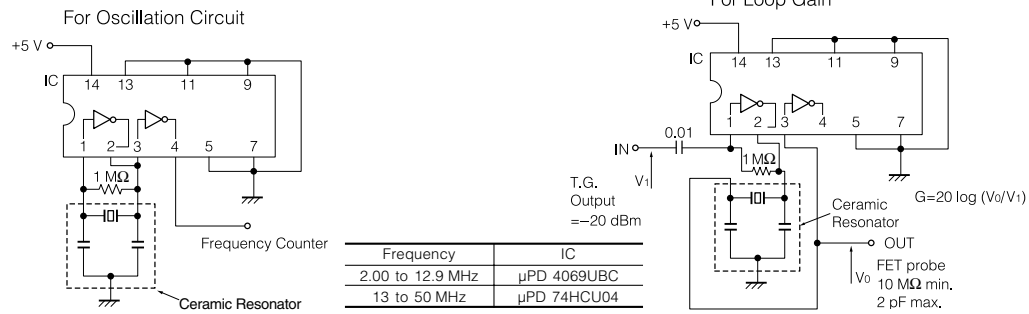 For Oscillation Circuit
+5 V
IC
14 13 11 9
1 2 3 4 5 7
1 MΩ
Frequency Counter
Ceramic Resonator
Frequency IC
2.00 to 12.9 MHz µPD 4069UBC
13 to 50 MHz µPD 74HCU04
For Loop Gain
+5 V
IC
14 13 11 9
1 2 3 4 5 7
0.01
IN
1 MΩ
V1
T.G.
Output
=–20 dBm
G=20 log (V0/V1)
Ceramic
Resonator
OUT
V0
FET probe
10 MΩ min.
2 pF max.